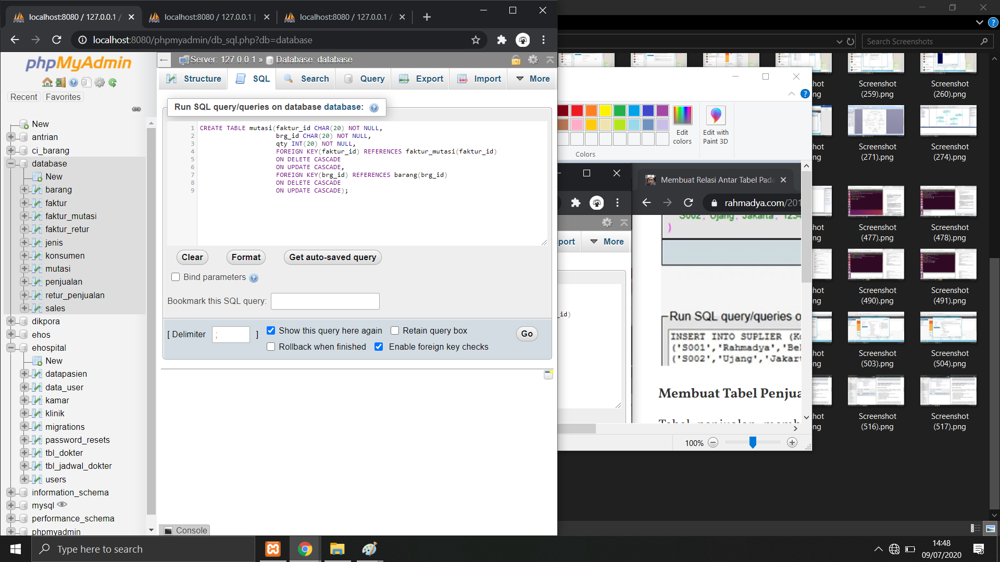 localhost:8080 / 127.0.0.1 /
localhost:8080 / 127.0.0.1 |
localhost:8080 / 127.0.0.1 /
localhost:8080/phpmyadmin/db_sql.php?db=database
phpMyAdmin
Recent
Favorites
New
antrian
ci_barang
database
New
barang
faktur
faktur_mutasi
faktur_retur
jenis
konsumen
mutasi
penjualan
retur_penjualan
sales
dikpora
ehos
ehospital
New
datapasien
data_user
kamar
klinik
migrations
password_resets
tbl_dokter
tbl_jadwal_dokter
users
information_schema
mysql
performance_schema
phpmyadmin
Server: 127.0.0.1 » Database: database
Structure
SQL
Search
Query
Export
Import
More
Run SQL query/queries on database database:
1 CREATE TABLE mutasi(faktur_id CHAR(20) NOT NULL,
2 brg_id CHAR(20) NOT NULL,
3 qty INT(20) NOT NULL,
4 FOREIGN KEY(faktur_id) REFERENCES faktur_mutasi(faktur_id)
5 ON DELETE CASCADE
6 ON UPDATE CASCADE,
7 FOREIGN KEY(brg_id) REFERENCES barang(brg_id)
8 ON DELETE CASCADE
9 ON UPDATE CASCADE);
Clear
Format
Get auto-saved query
Bind parameters
Bookmark this SQL query:
[ Delimiter ; ]
Show this query here again
Retain query box
Rollback when finished
Enable foreign key checks
Go
Console
Search Screenshots
Edit colors
Edit with Paint 3D
Colors
Membuat Relasi Antar Tabel Pada
rahmadya.com/201
port
More
_id)
'S002','Ujang','Jakarta','1234
)
Run SQL query/queries o
INSERT INTO SUPLIER (Ko
('S001','Rahmadya','Bel
('S002','Ujang','Jakart
Membuat Tabel Penjua
Tabel penjualan memb
100%
hot
ng
Screenshot (259).png
Screenshot (260).png
hot
ng
Screenshot (271).png
Screenshot (274).png
hot
ng
Screenshot (477).png
Screenshot (478).png
hot
ng
Screenshot (490).png
Screenshot (491).png
hot
ng
Screenshot (503).png
Screenshot (504).png
hot
ng
Screenshot (516).png
Screenshot (517).png
Type here to search
14:48
09/07/2020